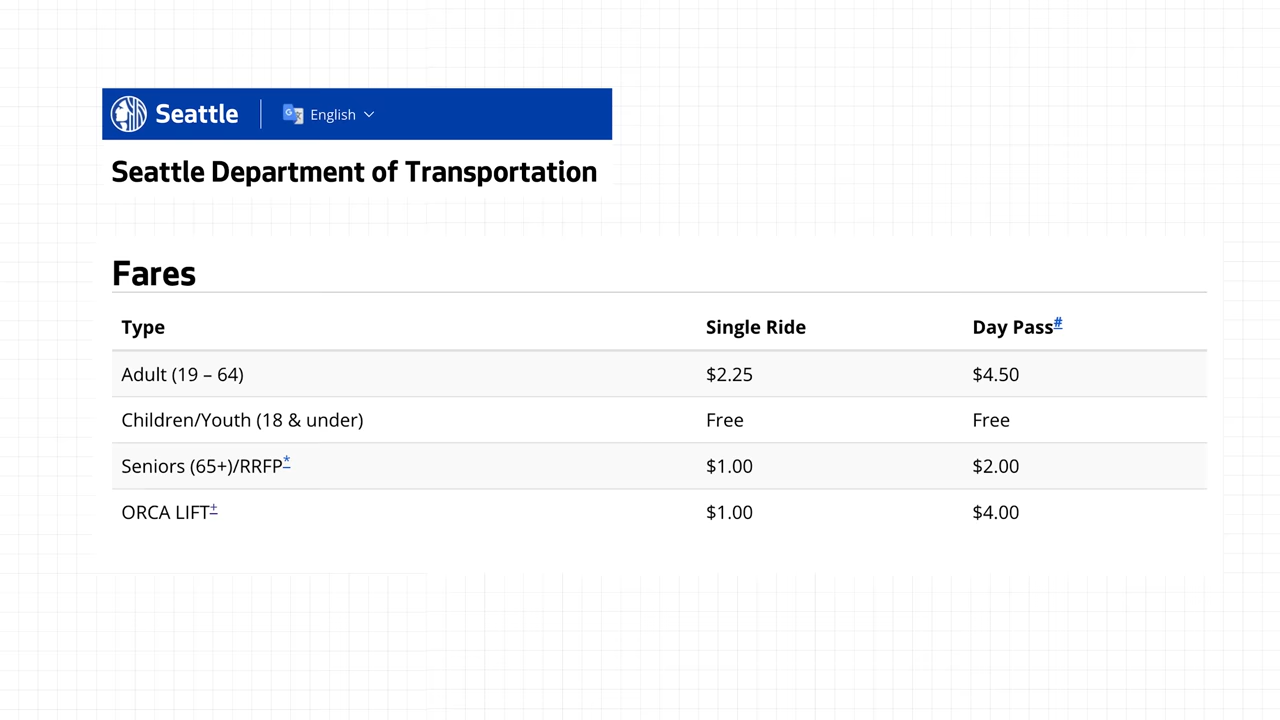 Seattle English
Seattle Department of Transportation
Fares
Type Single Ride Day Pass#
Adult (19 – 64) $2.25 $4.50
Children/Youth (18 & under) Free Free
Seniors (65+)/RRFP* $1.00 $2.00
ORCA LIFT+ $1.00 $4.00